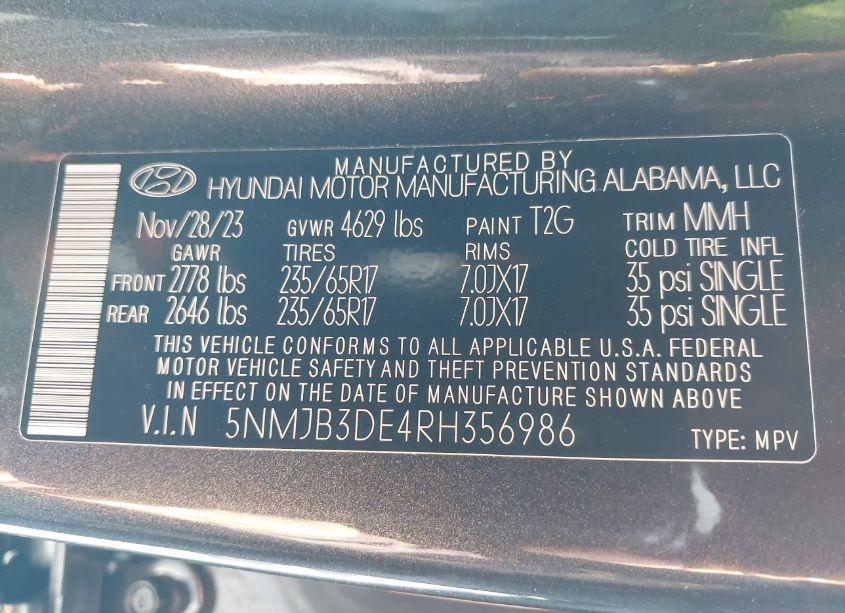 MANUFACTURED BY
HYUNDAI MOTOR MANUFACTURING ALABAMA, LLC
Nov/28/23 GVWR 4629 lbs PAINT T2G TRIM MMH
GAWR TIRES RIMS COLD TIRE INFL
FRONT 2778 lbs 235/65R17 7.0JX17 35 psi SINGLE
REAR 2646 lbs 235/65R17 7.0JX17 35 psi SINGLE
THIS VEHICLE CONFORMS TO ALL APPLICABLE U.S.A. FEDERAL
MOTOR VEHICLE SAFETY AND THEFT PREVENTION STANDARDS
IN EFFECT ON THE DATE OF MANUFACTURE SHOWN ABOVE
V.I.N 5NMJB3DE4RH356986 TYPE: MPV